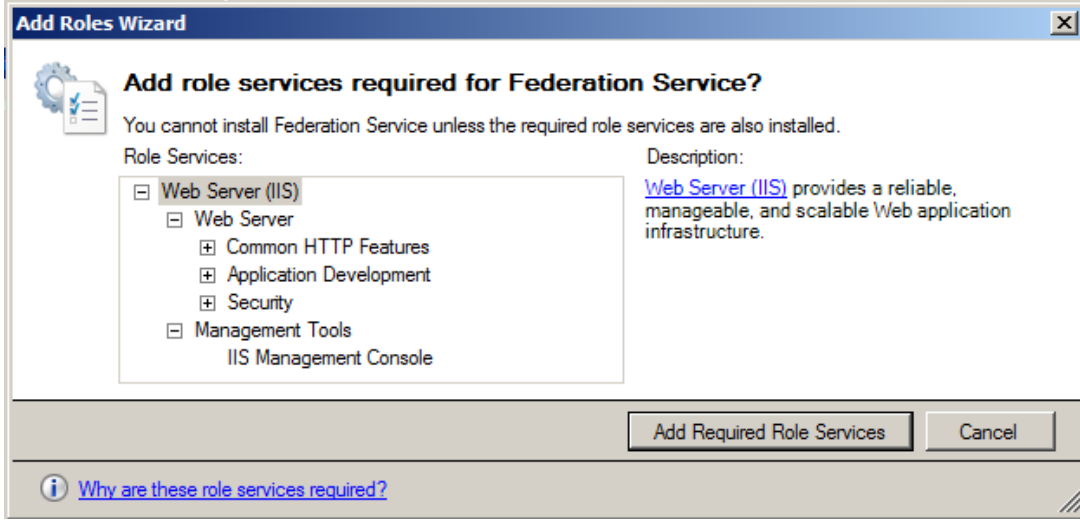 Add Roles Wizard
Add role services required for Federation Service?
You cannot install Federation Service unless the required role services are also installed.
Role Services:
Description:
Web Server (IIS)
Web Server
Common HTTP Features
Application Development
Security
Management Tools
IIS Management Console
Web Server (IIS) provides a reliable,
manageable, and scalable Web application
infrastructure.
Add Required Role Services
Cancel
Why are these role services required?